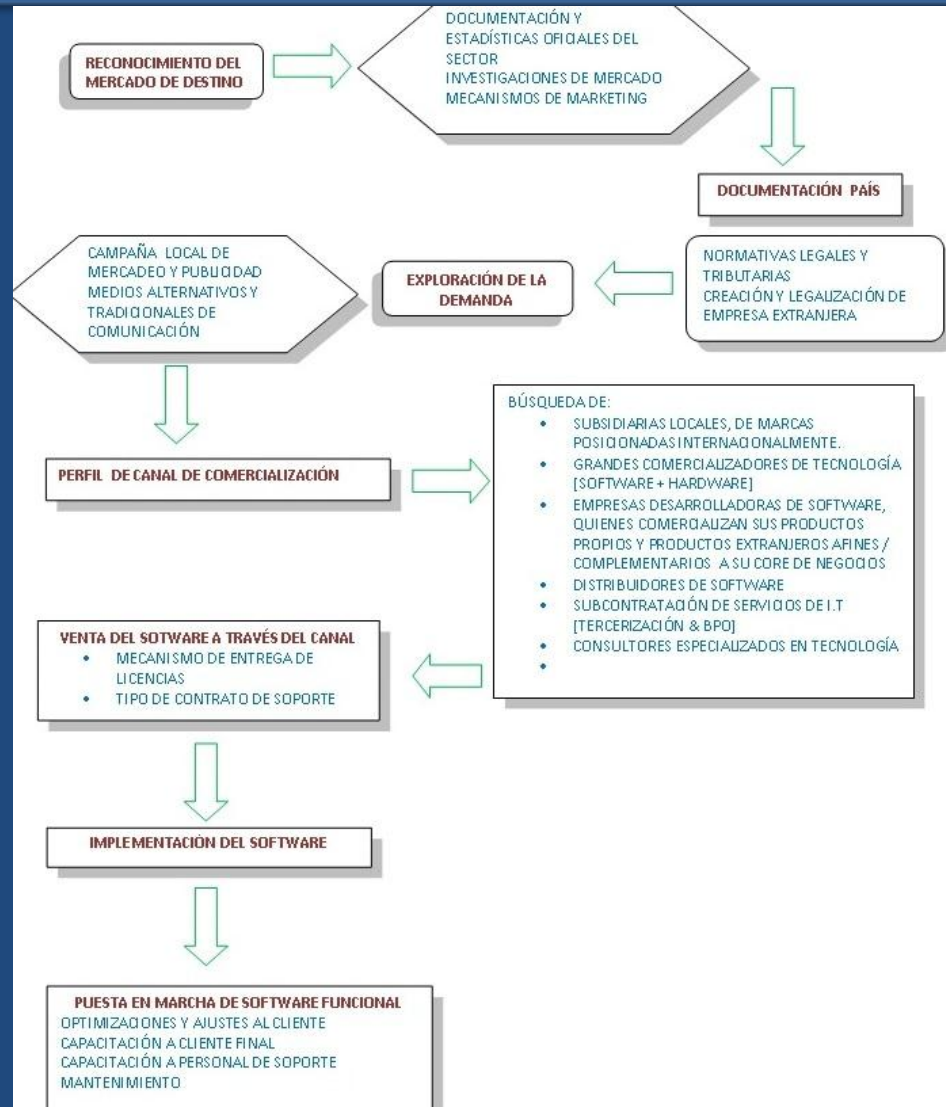 RECONOCIMIENTO DEL
MERCADO DE DESTINO
DOCUMENTACIÓN Y
ESTADÍSTICAS OFICIALES DEL
SECTOR
INVESTIGACIONES DE MERCADO
MECANISMOS DE MARKETING
DOCUMENTACIÓN PAÍS
NORMATIVAS LEGALES Y
TRIBUTARIAS
CREACIÓN Y LEGALIZACIÓN DE
EMPRESA EXTRANJERA
EXPLORACIÓN DE LA
DEMANDA
CAMPAÑA LOCAL DE
MERCADEO Y PUBLICIDAD
MEDIOS ALTERNATIVOS Y
TRADICIONALES DE
COMUNICACIÓN
PERFIL DE CANAL DE COMERCIALIZACIÓN
BÚSQUEDA DE:
• SUBSIDIARIAS LOCALES, DE MARCAS
POSICIONADAS INTERNACIONALMENTE.
• GRANDES COMERCIALIZADORES DE TECNOLOGÍA
[SOFTWARE + HARDWARE]
• EMPRESAS DESARROLLADORAS DE SOFTWARE,
QUIENES COMERCIALIZAN SUS PRODUCTOS
PROPIOS Y PRODUCTOS EXTRANJEROS AFINES /
COMPLEMENTARIOS A SU CORE DE NEGOCIOS
• DISTRIBUIDORES DE SOFTWARE
• SUBCONTRATACIÓN DE SERVICIOS DE I.T
[TERCERIZACIÓN & BPO]
• CONSULTORES ESPECIALIZADOS EN TECNOLOGÍA
•
VENTA DEL SOTWARE A TRAVÉS DEL CANAL
• MECANISMO DE ENTREGA DE
LICENCIAS
• TIPO DE CONTRATO DE SOPORTE
IMPLEMENTACIÓN DEL SOFTWARE
PUESTA EN MARCHA DE SOFTWARE FUNCIONAL
OPTIMIZACIONES Y AJUSTES AL CLIENTE
CAPACITACIÓN A CLIENTE FINAL
CAPACITACIÓN A PERSONAL DE SOPORTE
MANTENIMIENTO